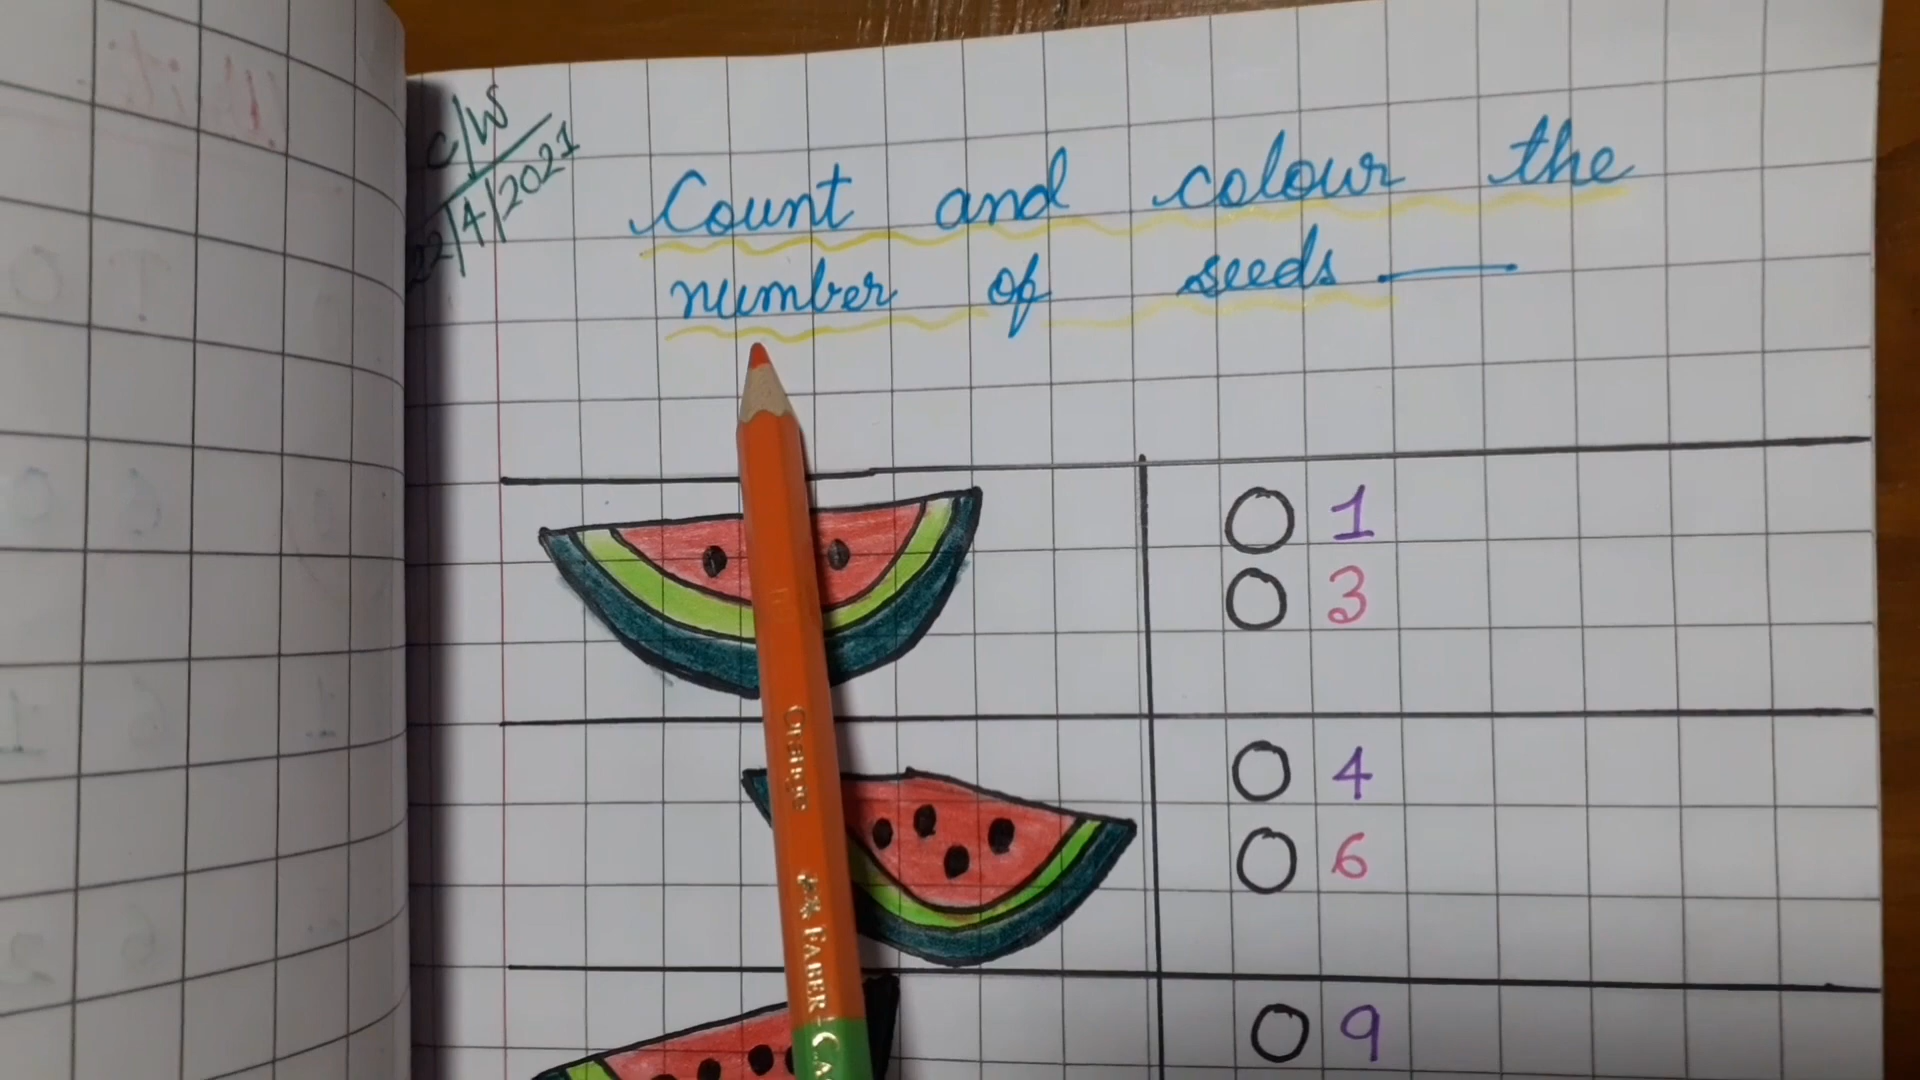 C/W
22/4/2021
Count and colour the
number of seeds
1
3
4
6
9
Orange
FABER-CA